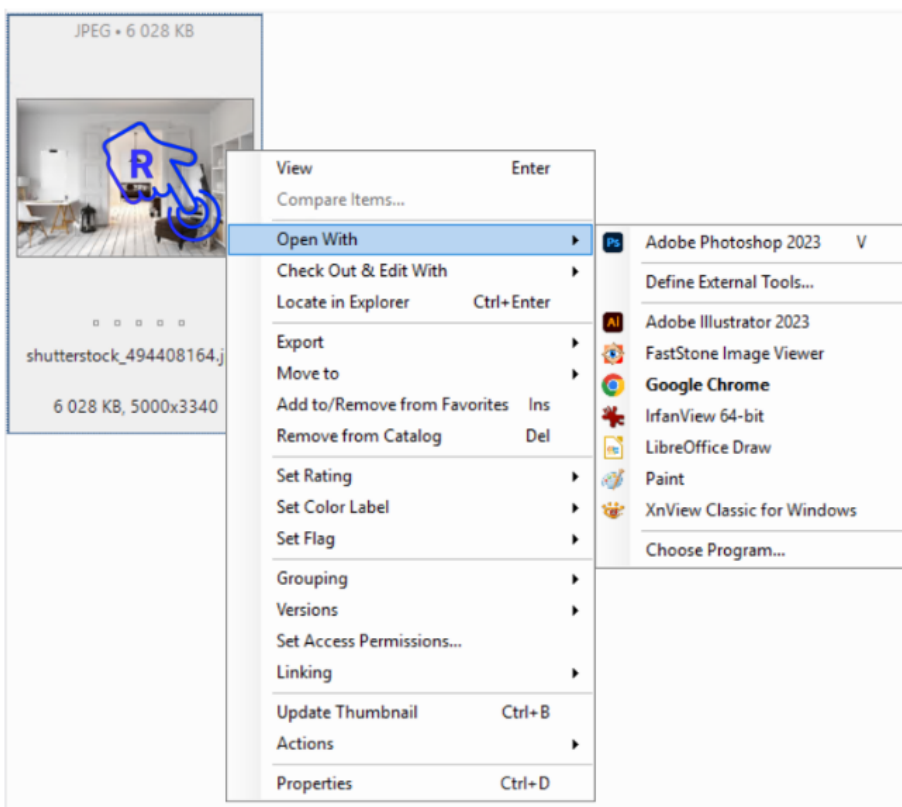 JPEG • 6 028 KB
R
shutterstock_494408164.j
6 028 KB, 5000x3340
View Enter
Compare Items...
Open With
Check Out & Edit With
Locate in Explorer Ctrl+Enter
Export
Move to
Add to/Remove from Favorites Ins
Remove from Catalog Del
Set Rating
Set Color Label
Set Flag
Grouping
Versions
Set Access Permissions...
Linking
Update Thumbnail Ctrl+B
Actions
Properties Ctrl+D
Ps Adobe Photoshop 2023 V
Define External Tools...
Ai Adobe Illustrator 2023
FastStone Image Viewer
Google Chrome
IrfanView 64-bit
LibreOffice Draw
Paint
XnView Classic for Windows
Choose Program...